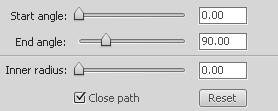 Start angle: 0.00
End angle: 90.00
Inner radius: 0.00
Close path Reset